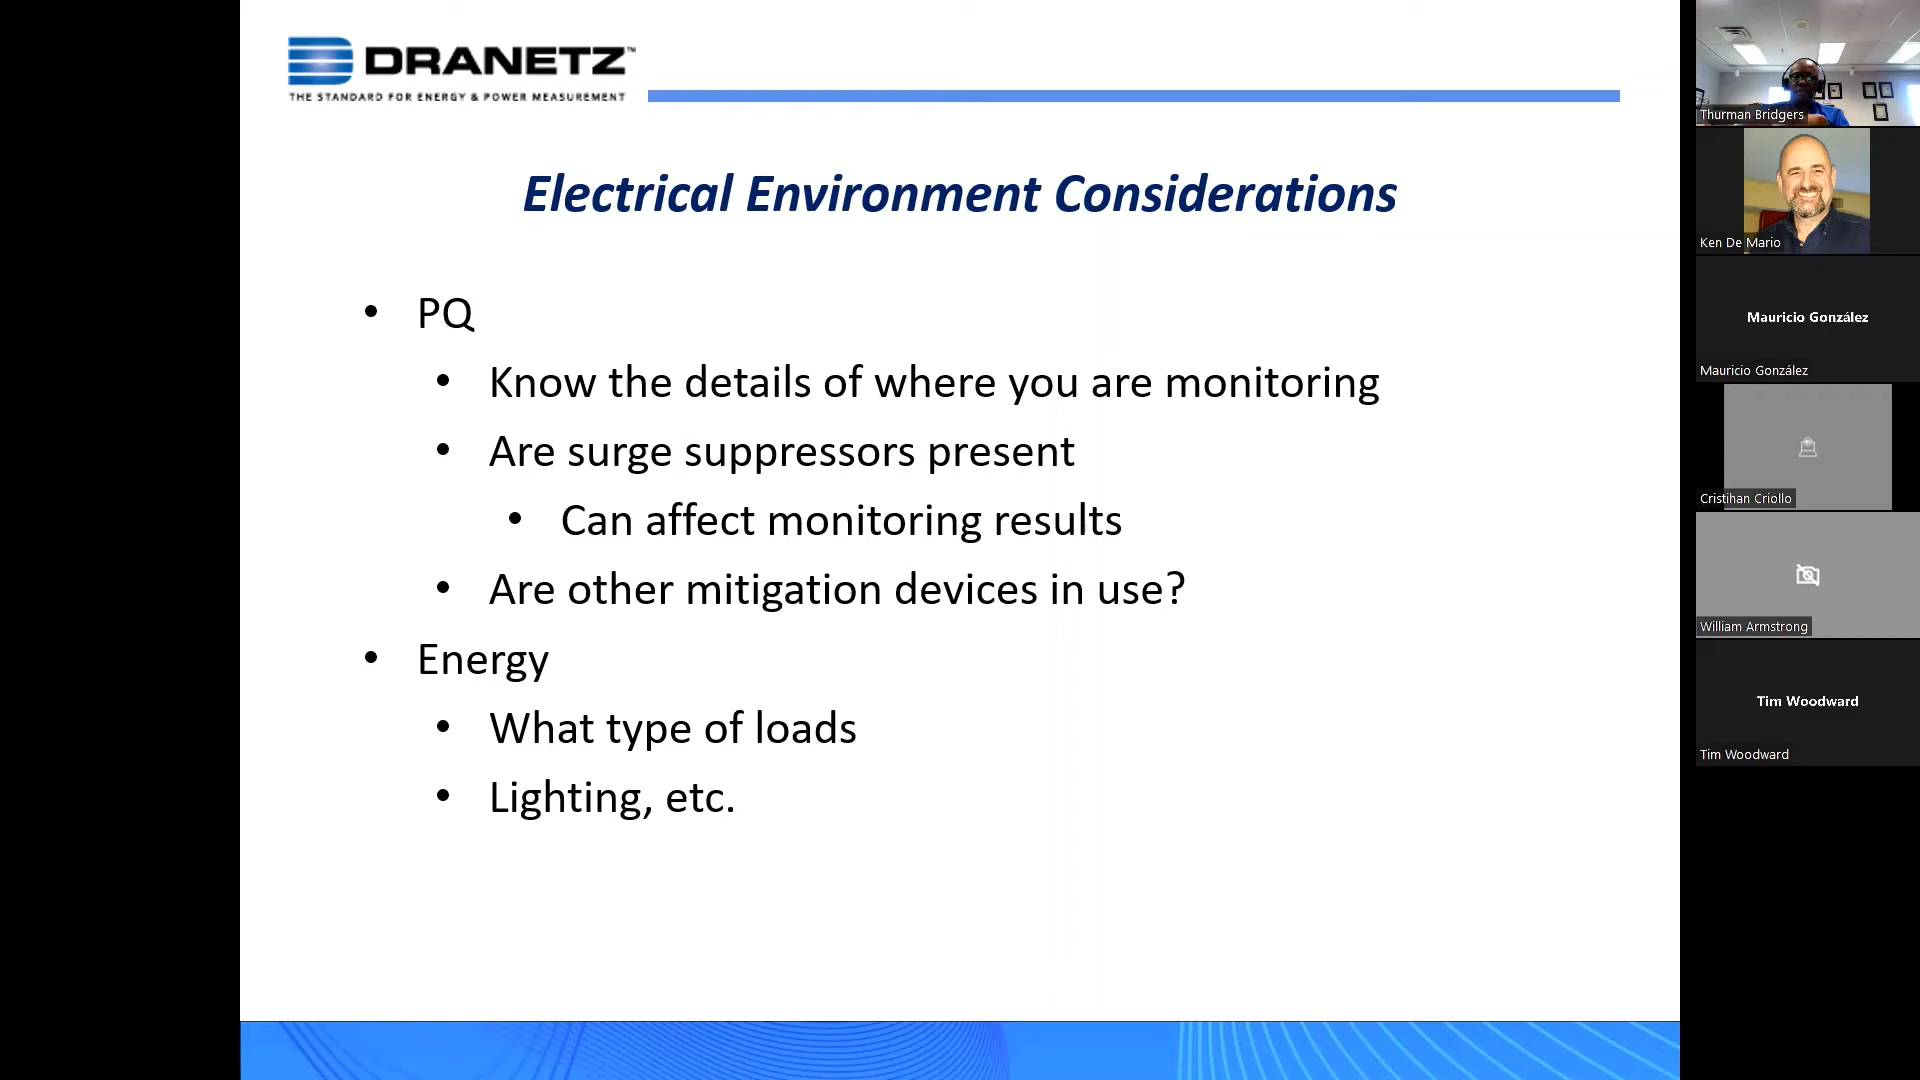 DRANETZ™
THE STANDARD FOR ENERGY & POWER MEASUREMENT
Electrical Environment Considerations
• PQ
• Know the details of where you are monitoring
• Are surge suppressors present
• Can affect monitoring results
• Are other mitigation devices in use?
• Energy
• What type of loads
• Lighting, etc.
Thurman Bridgers
Ken De Mario
Mauricio González
Mauricio González
Cristihan Criollo
William Armstrong
Tim Woodward
Tim Woodward